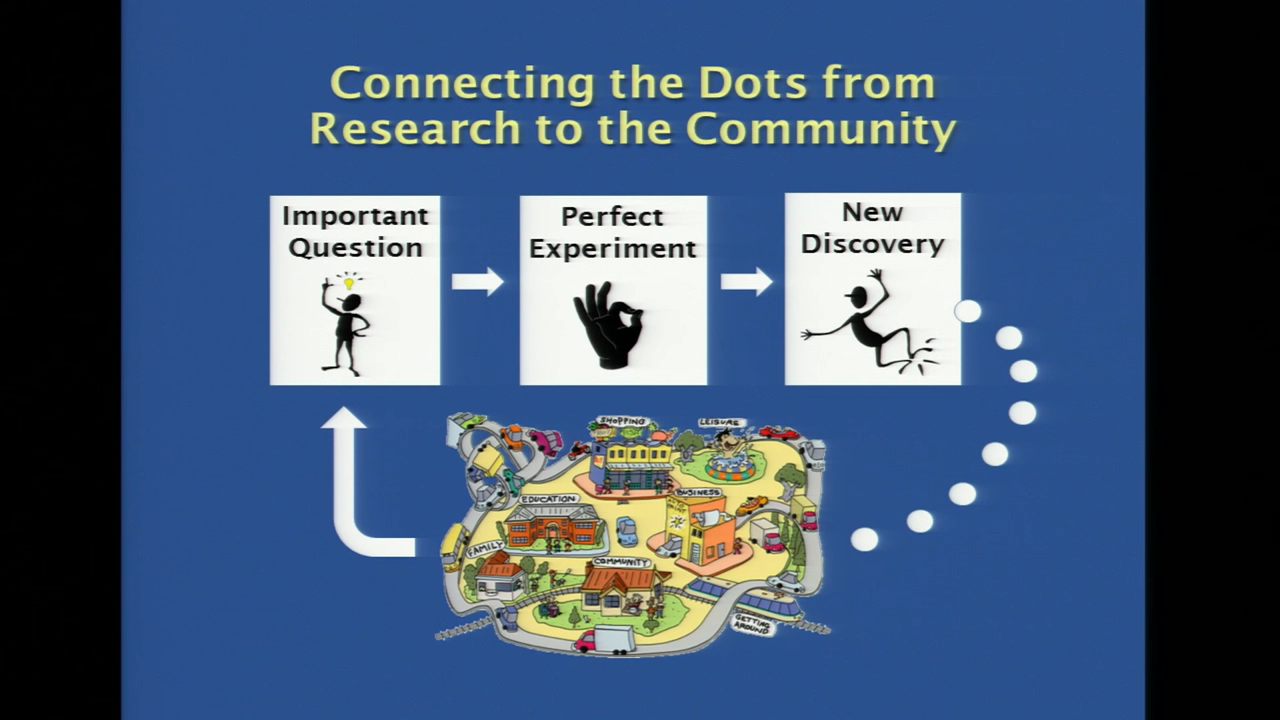 Connecting the Dots from
Research to the Community
Important
Question
Perfect
Experiment
New
Discovery
SHOPPING
LEISURE
EDUCATION
BUSINESS
FAMILY
COMMUNITY
GETTING
AROUND